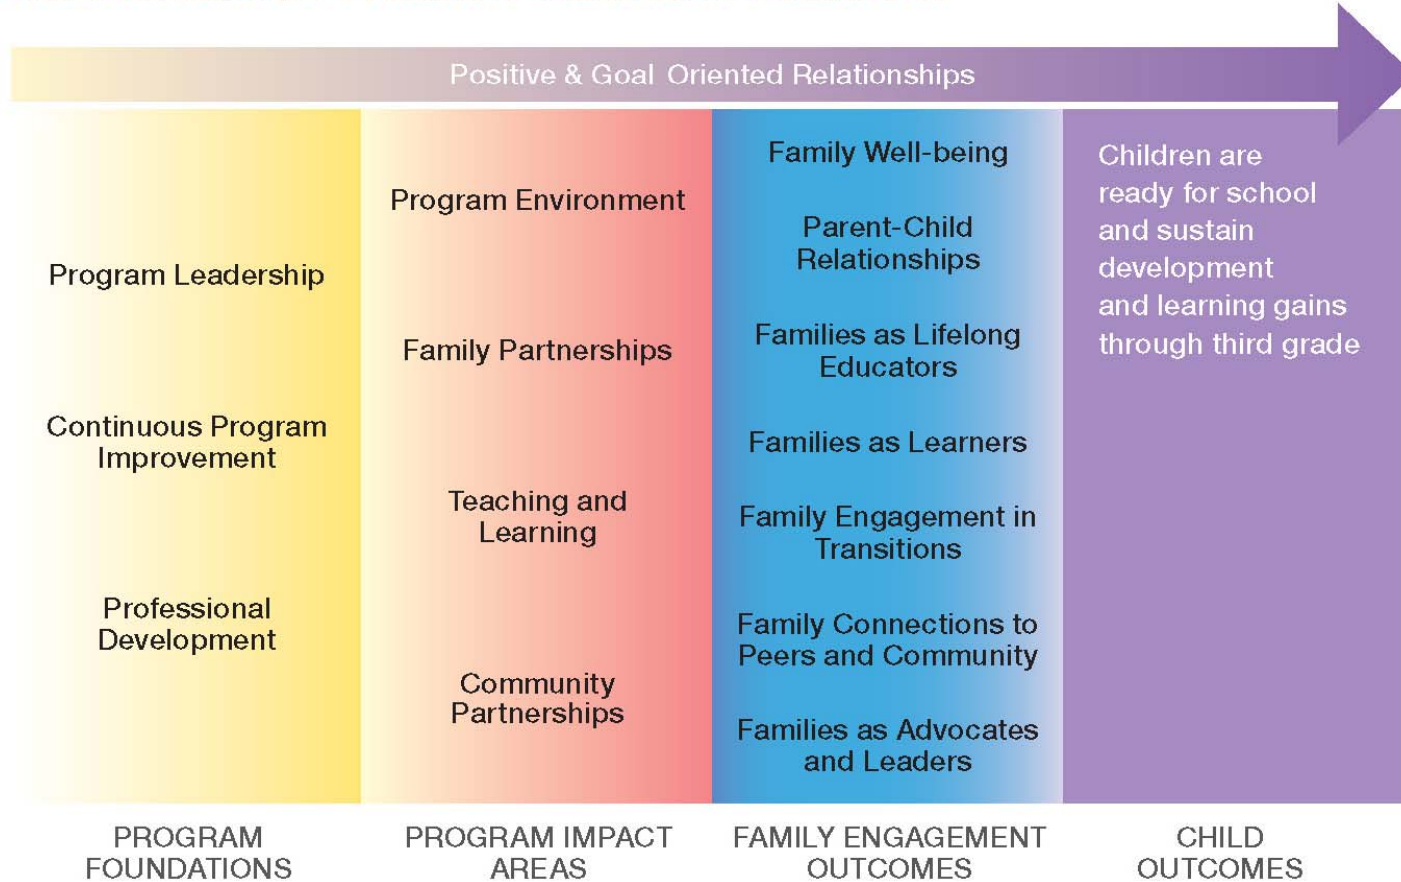 Positive & Goal Oriented Relationships
Program Leadership
Continuous Program
Improvement
Professional
Development
PROGRAM
FOUNDATIONS
Program Environment
Family Partnerships
Teaching and
Learning
Community
Partnerships
PROGRAM IMPACT
AREAS
Family Well-being
Parent-Child
Relationships
Families as Lifelong
Educators
Families as Learners
Family Engagement in
Transitions
Family Connections to
Peers and Community
Families as Advocates
and Leaders
FAMILY ENGAGEMENT
OUTCOMES
Children are
ready for school
and sustain
development
and learning gains
through third grade
CHILD
OUTCOMES